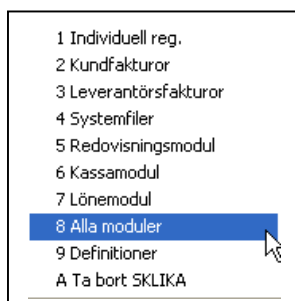 1 Individuell reg.
2 Kundfakturor
3 Leverantörsfakturor
4 Systemfiler
5 Redovisningsmodul
6 Kassamodul
7 Lönemodul
8 Alla moduler
9 Definitioner
A Ta bort SKLIKA